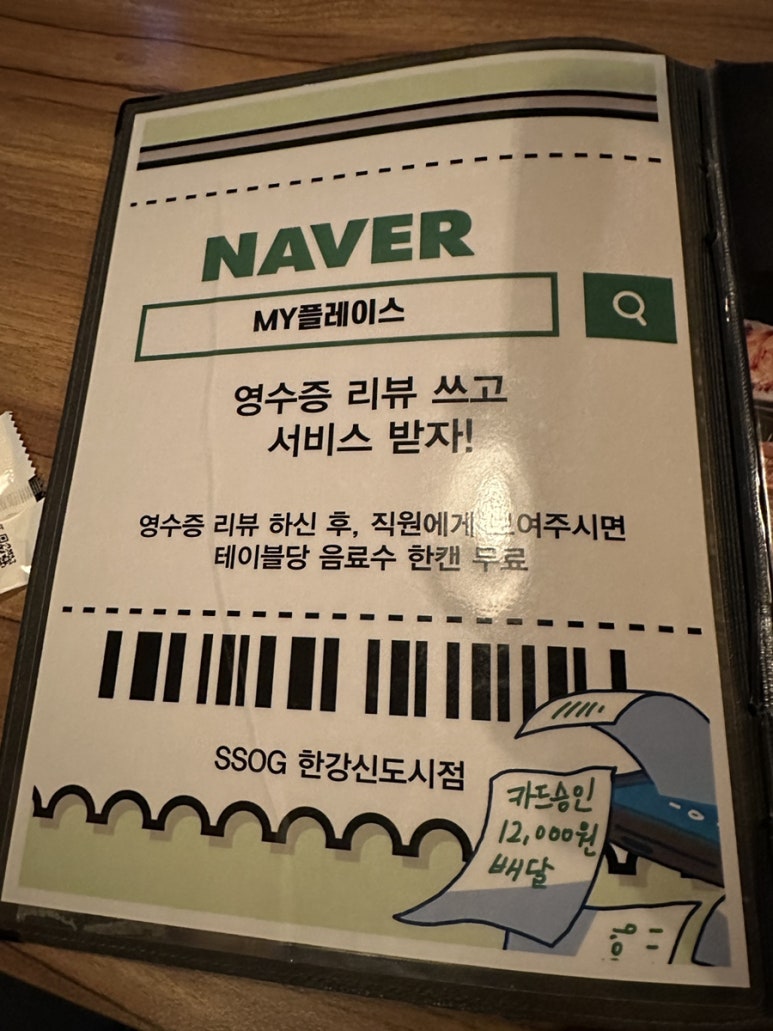 NAVER
MY플레이스
영수증 리뷰 쓰고
서비스 받자!
영수증 리뷰 하신 후, 직원에게 보여주시면
테이블당 음료수 한캔 무료
SSOG 한강신도시점
카드승인
12,000원
배달